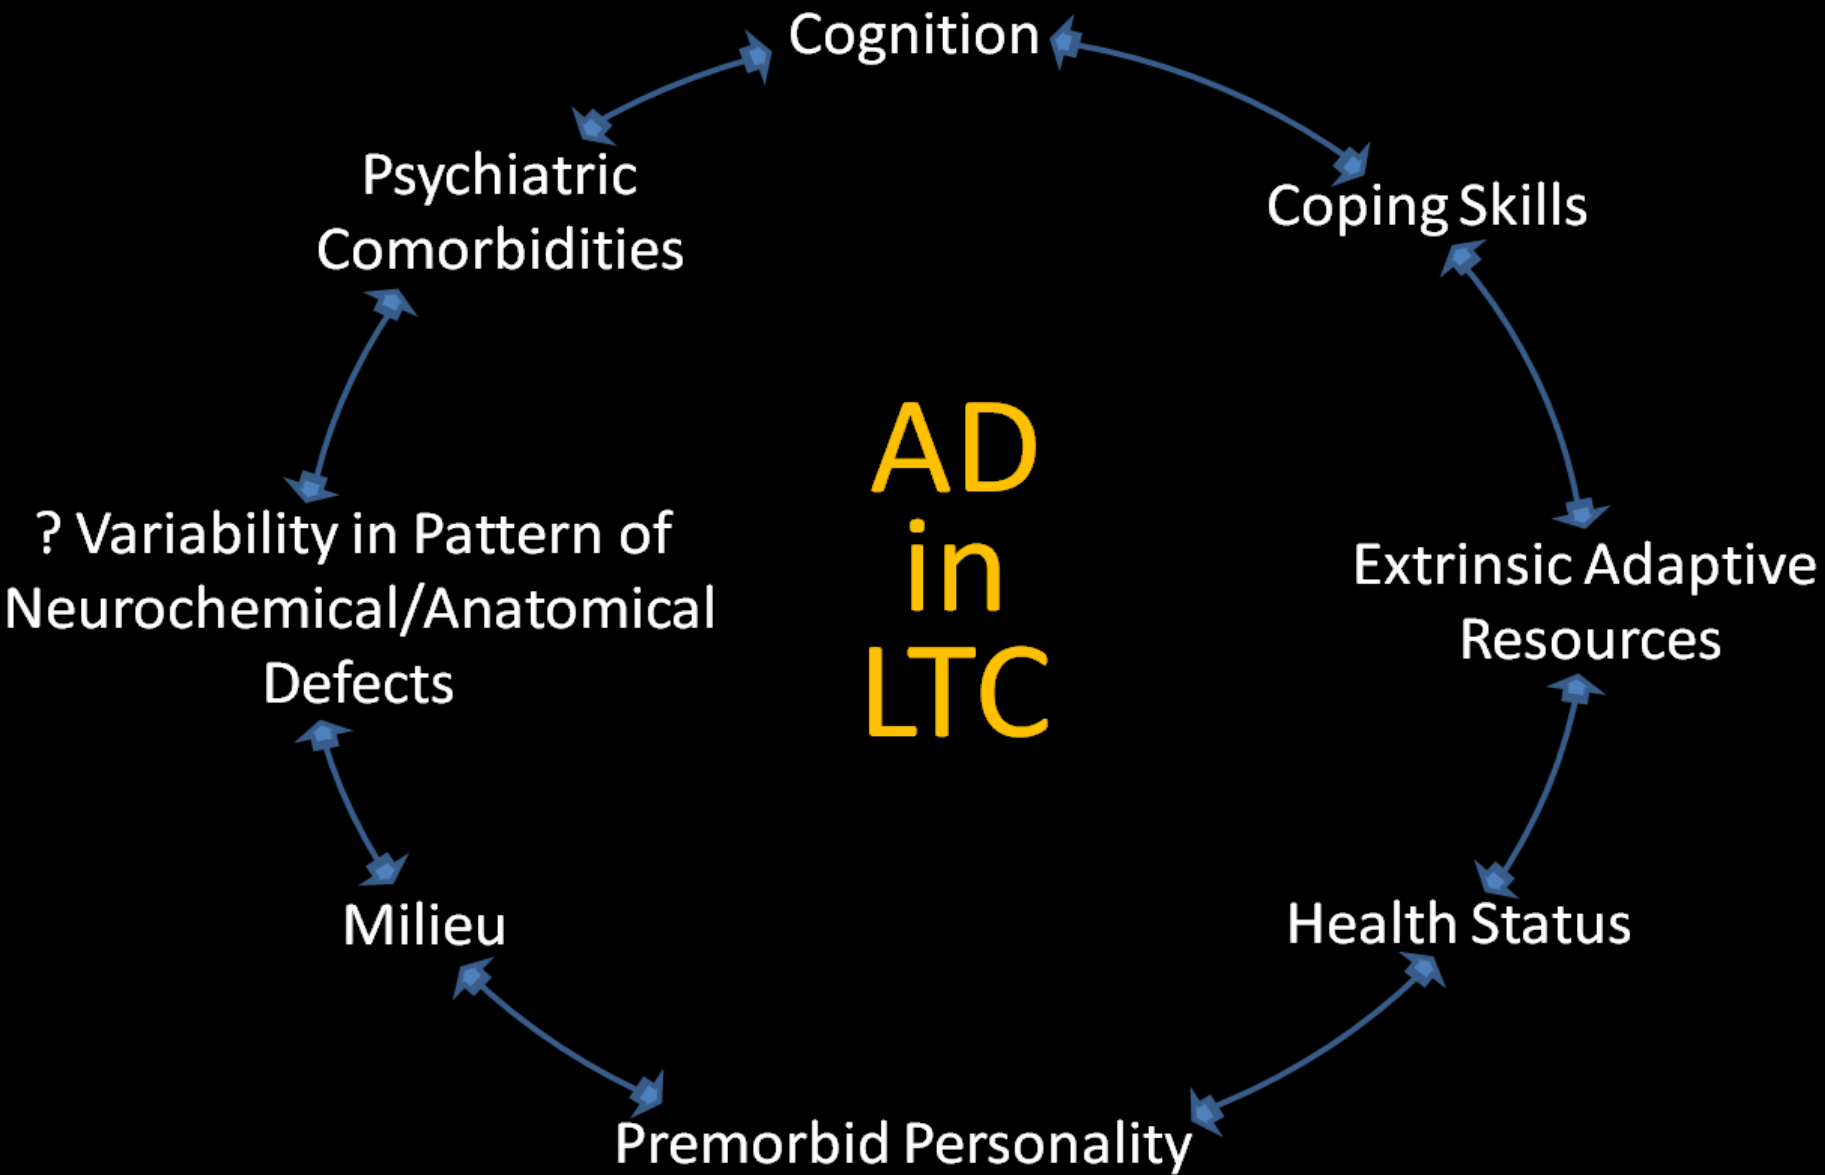 Cognition
Psychiatric
Comorbidities
Coping Skills
AD
in
LTC
? Variability in Pattern of
Neurochemical/Anatomical
Defects
Extrinsic Adaptive
Resources
Milieu
Health Status
Premorbid Personality